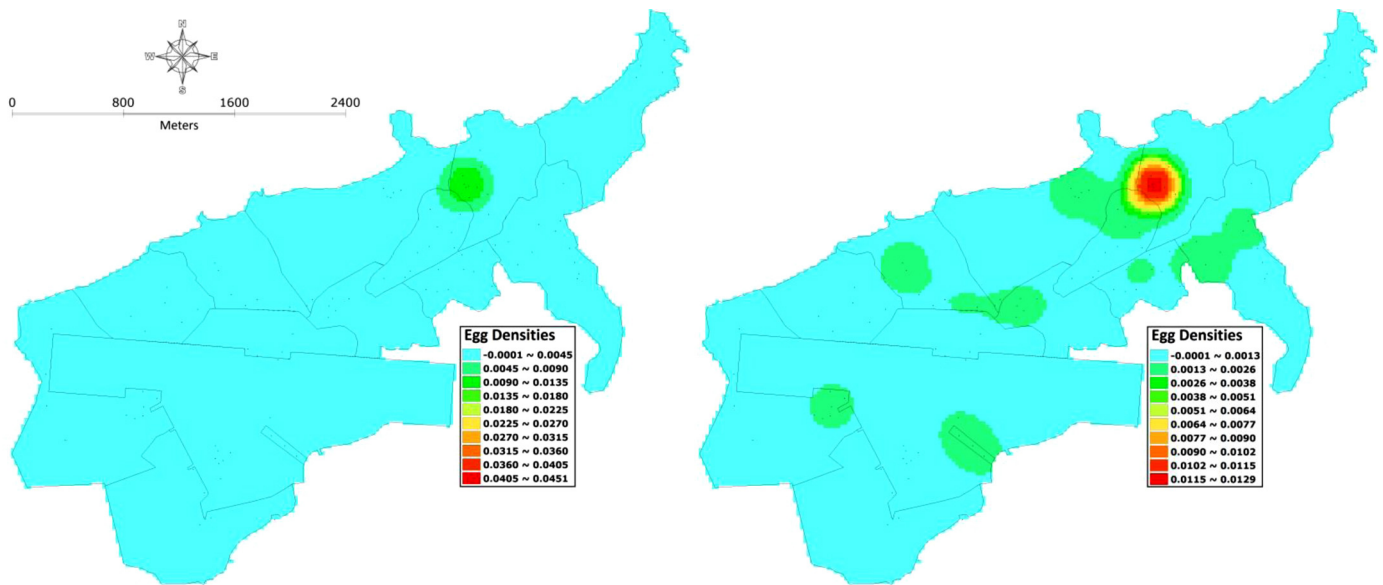 N
W E
S
0 800 1600 2400
Meters
Egg Densities
-0.0001 ~ 0.0045
0.0045 ~ 0.0090
0.0090 ~ 0.0135
0.0135 ~ 0.0180
0.0180 ~ 0.0225
0.0225 ~ 0.0270
0.0270 ~ 0.0315
0.0315 ~ 0.0360
0.0360 ~ 0.0405
0.0405 ~ 0.0451
Egg Densities
-0.0001 ~ 0.0013
0.0013 ~ 0.0026
0.0026 ~ 0.0038
0.0038 ~ 0.0051
0.0051 ~ 0.0064
0.0064 ~ 0.0077
0.0077 ~ 0.0090
0.0090 ~ 0.0102
0.0102 ~ 0.0115
0.0115 ~ 0.0129